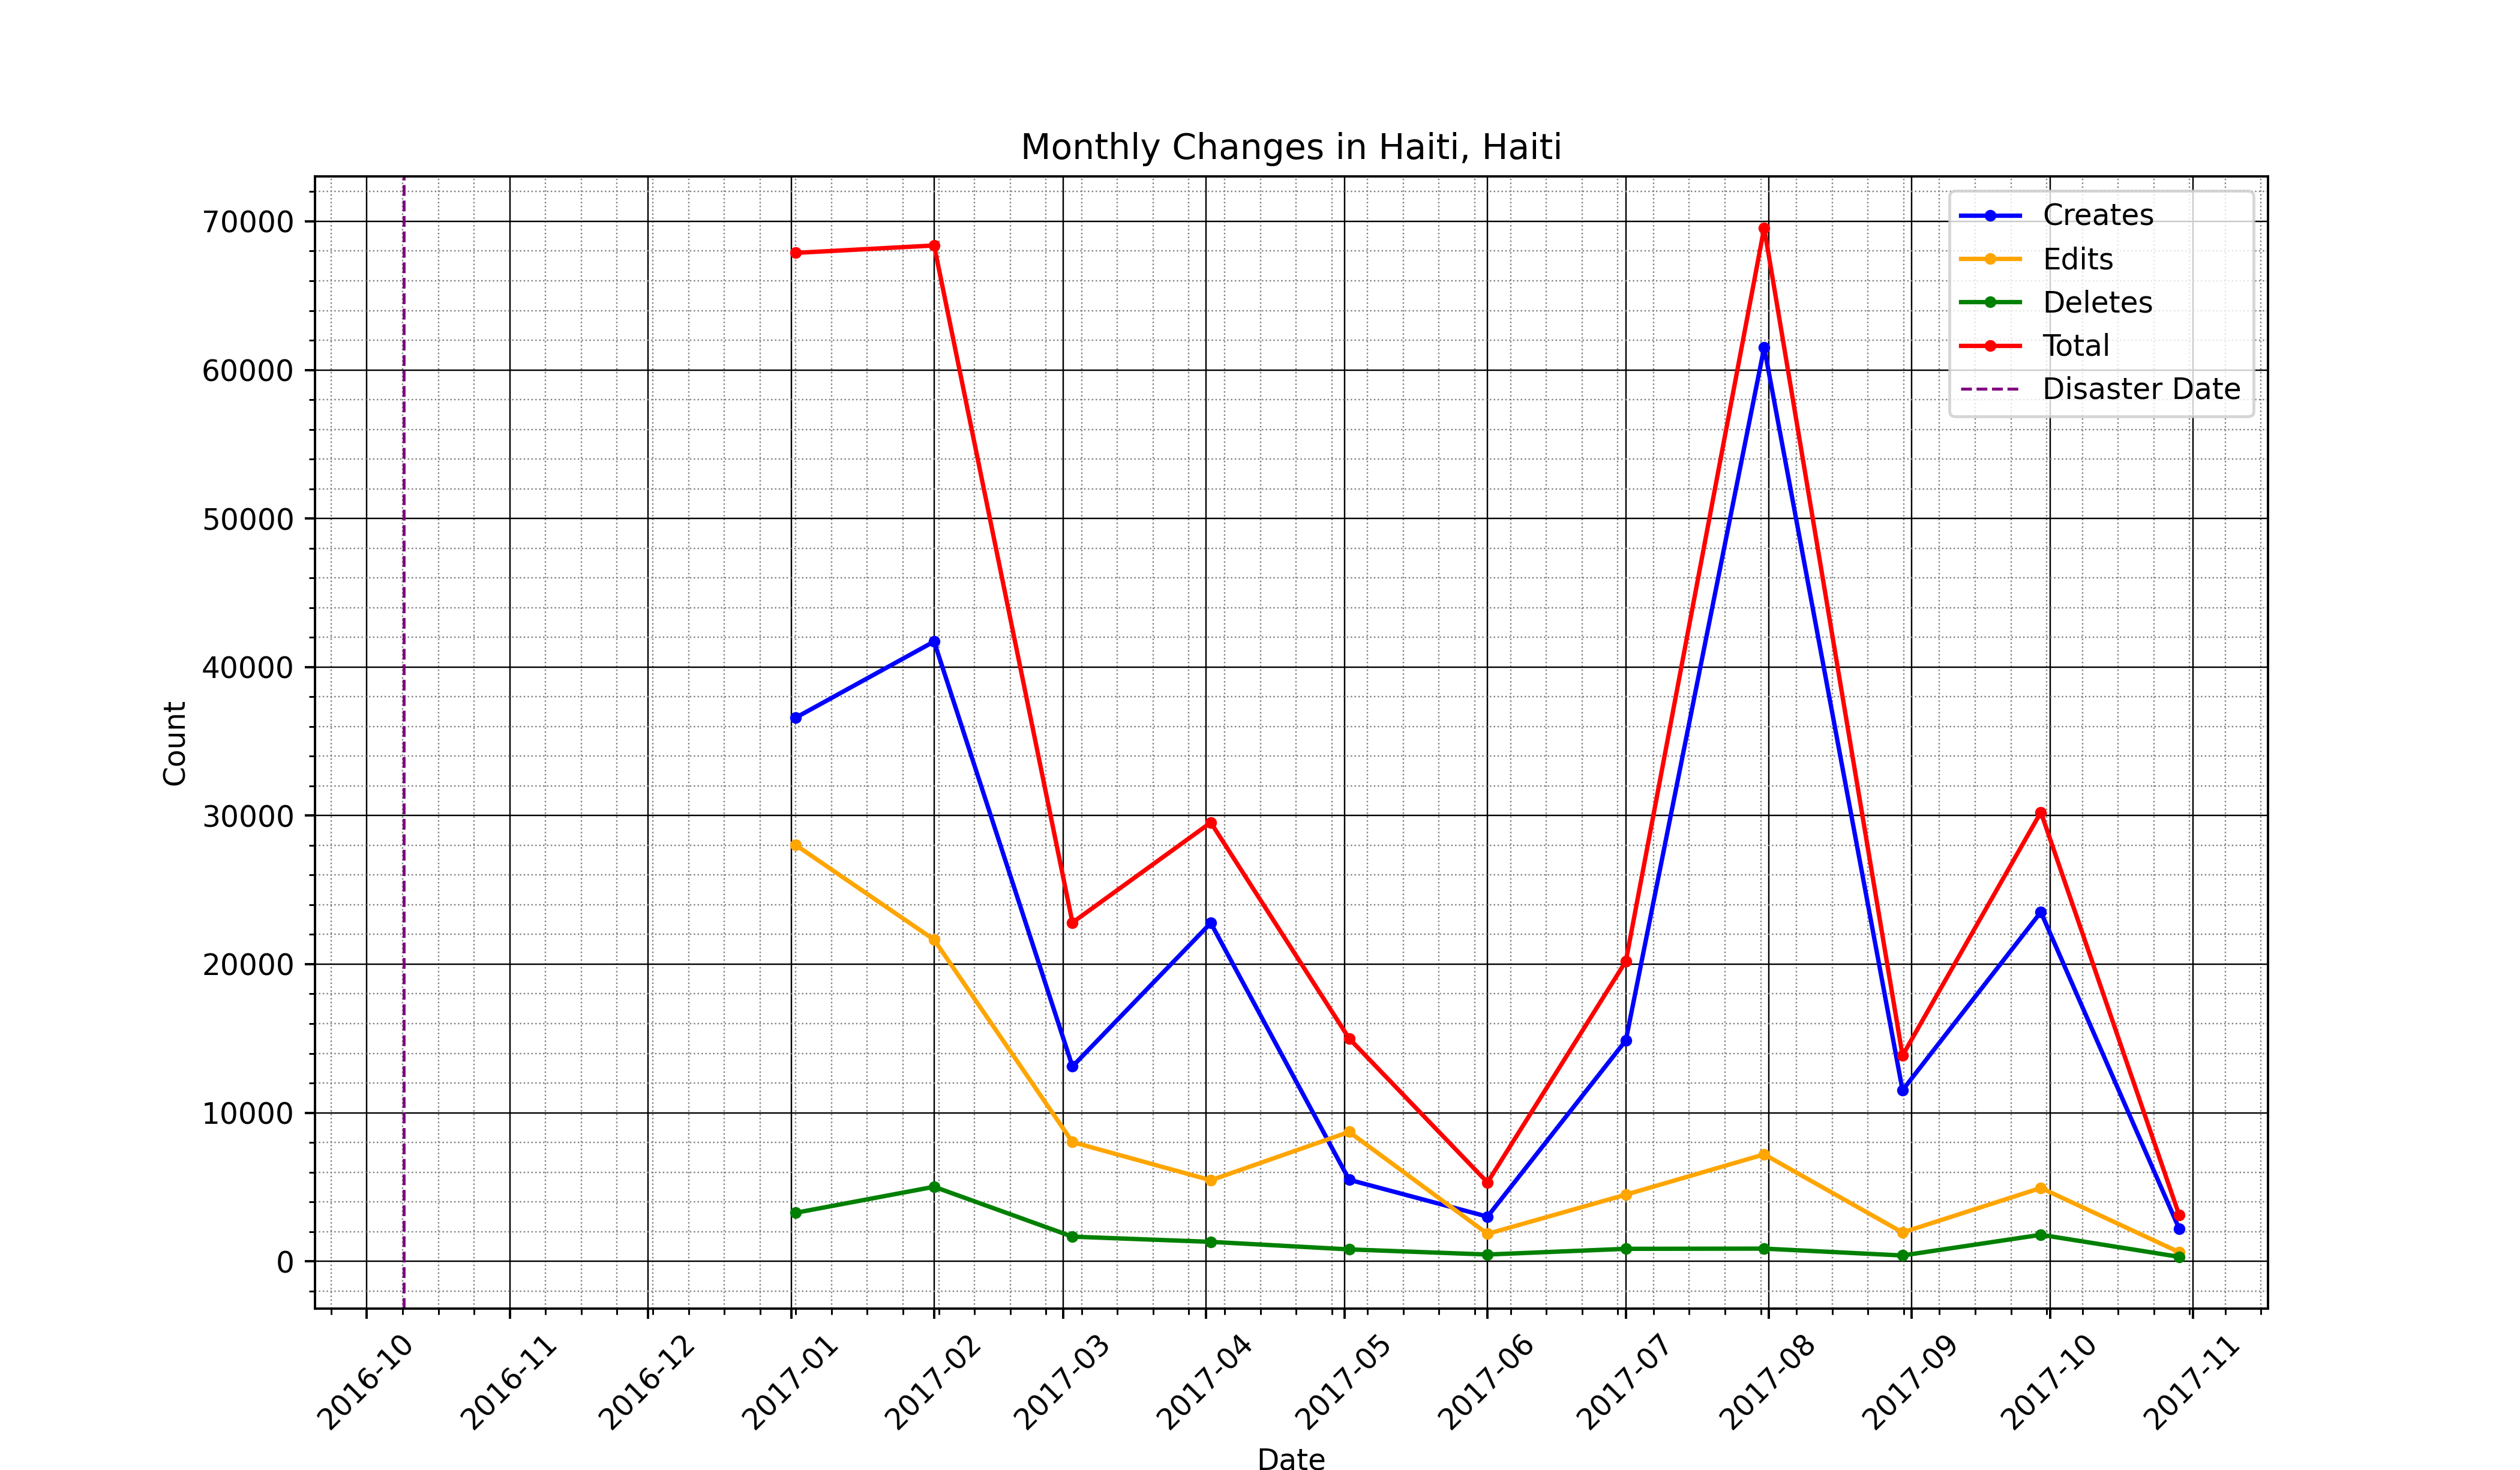 Monthly Changes in Haiti, Haiti
Creates
Edits
Deletes
Total
Disaster Date
70000
60000
50000
40000
30000
20000
10000
0
Count
2016-10
2016-11
2016-12
2017-01
2017-02
2017-03
2017-04
2017-05
2017-06
2017-07
2017-08
2017-09
2017-10
2017-11
Date